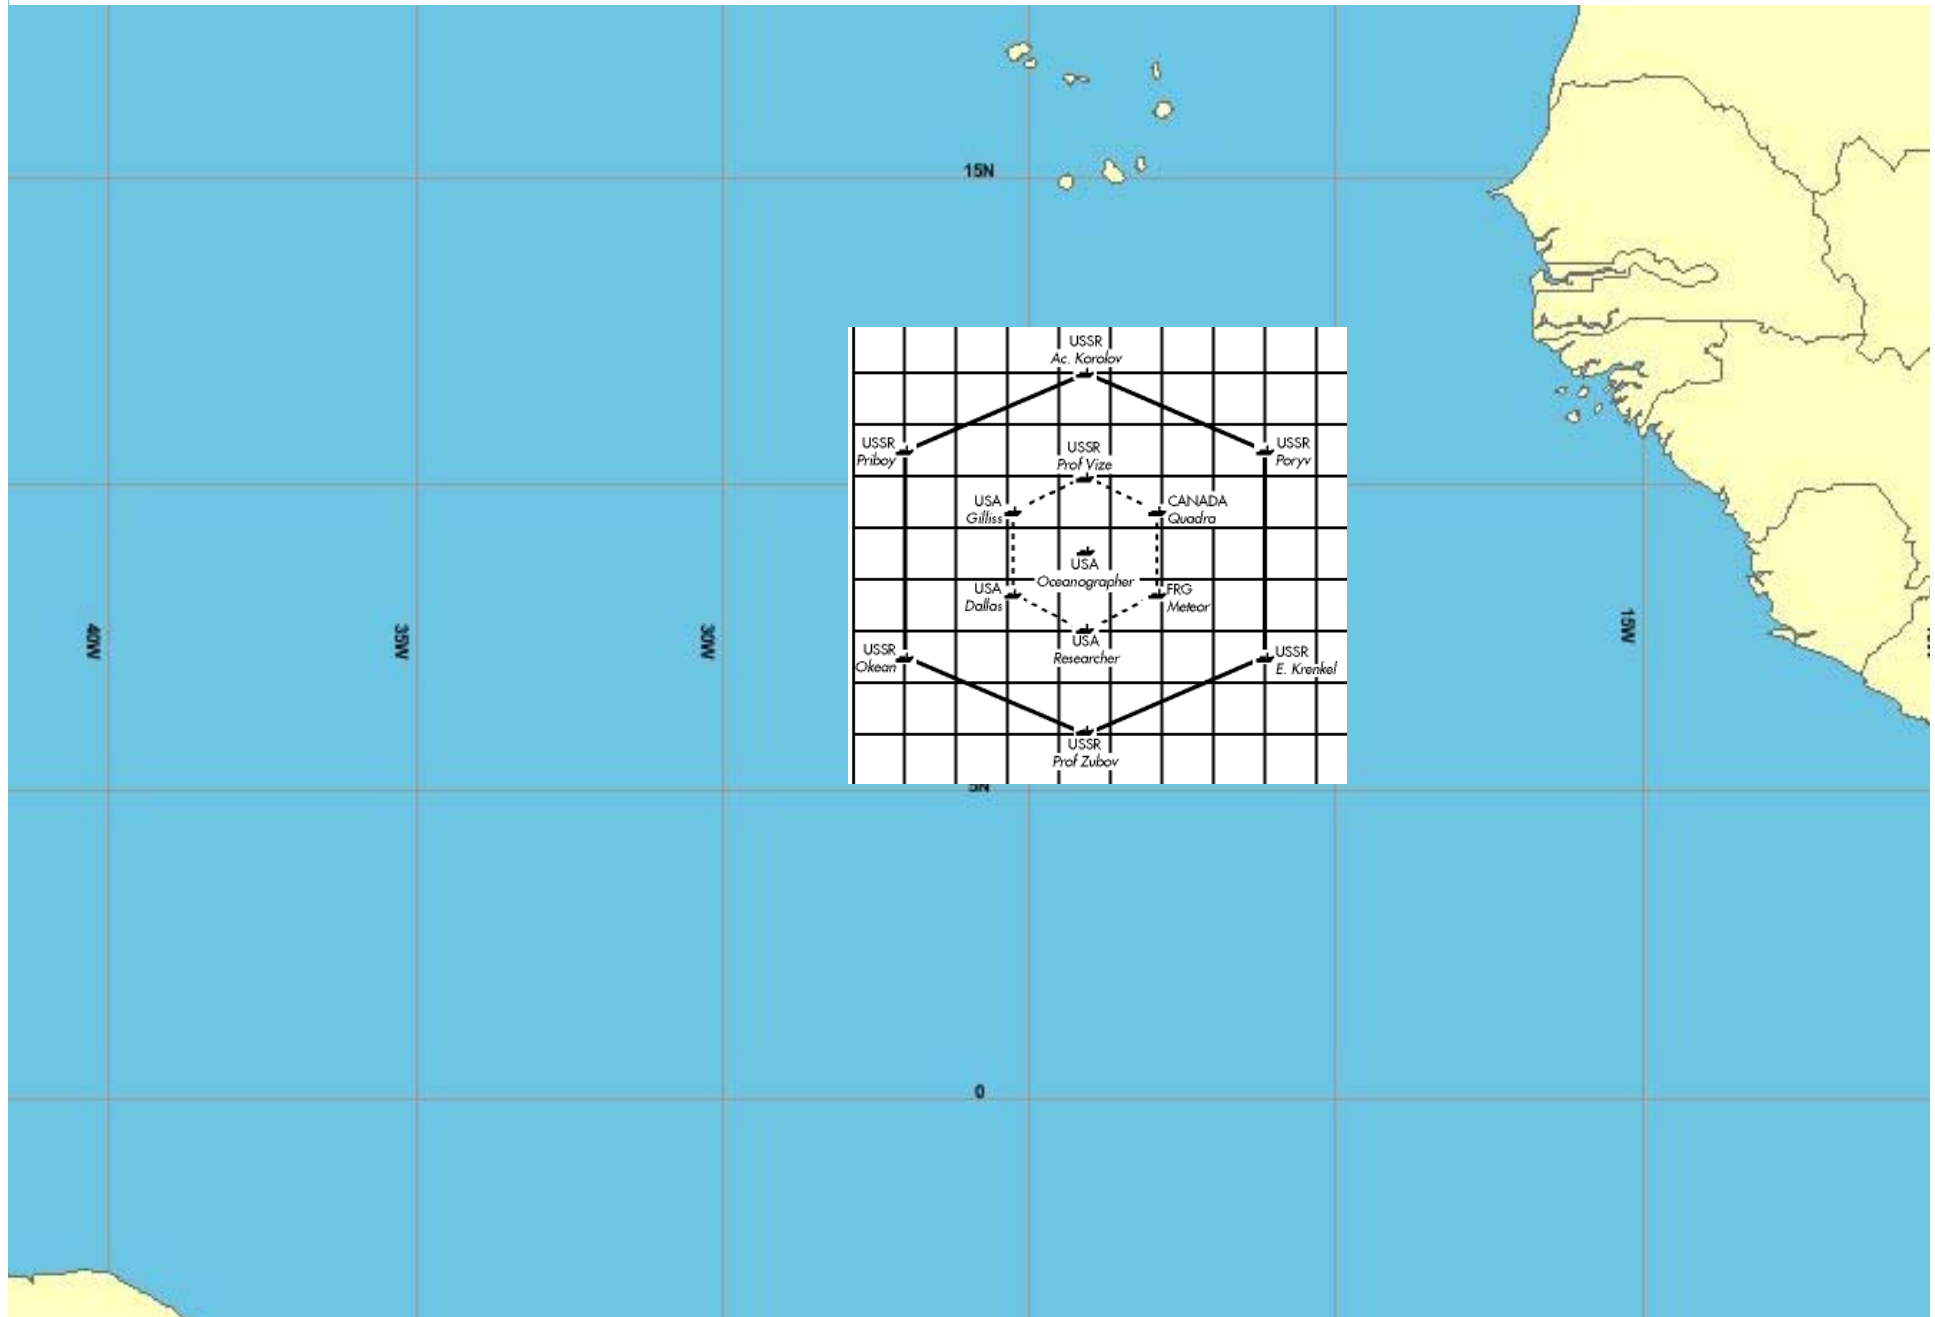 15N
USSR
Ac. Korolov
USSR
Priboy
USSR
Poryv
USSR
Prof Vize
USA
Gilliss
CANADA
Quadra
USA
Oceanographer
USA
Dallas
FRG
Meteor
USA
Researcher
USSR
Okean
USSR
E. Krenkel
USSR
Prof Zubov
40W
35W
30W
15W
5N
0